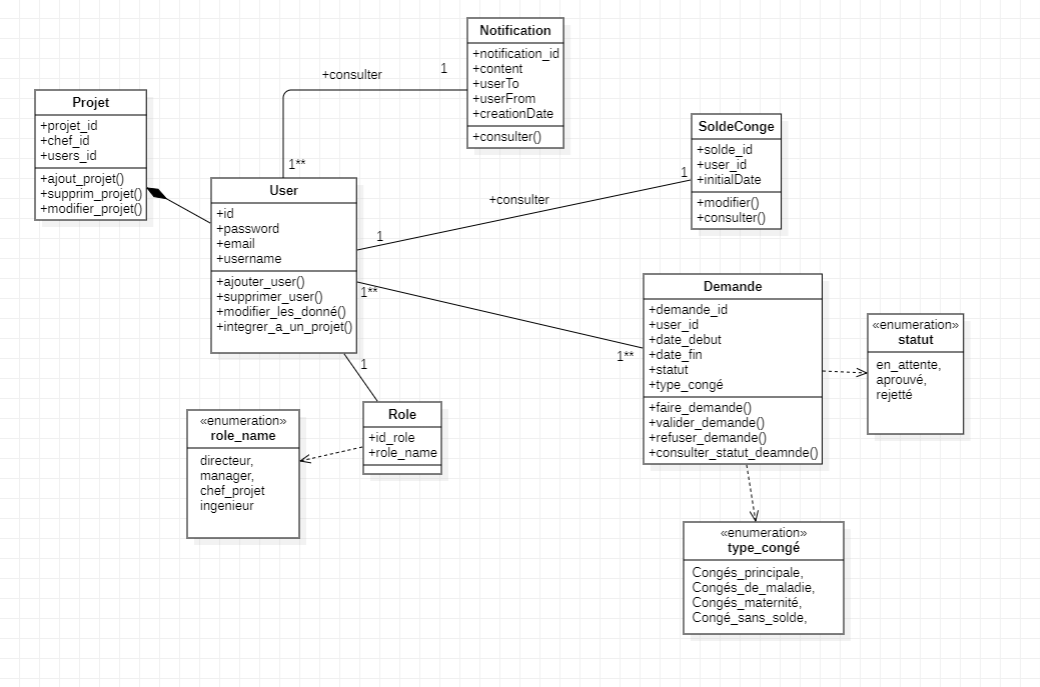 Notification
+notification_id
+content
+userTo
+userFrom
+creationDate
+consulter()
+consulter
1
1**
Projet
+projet_id
+chef_id
+users_id
+ajout_projet()
+supprim_projet()
+modifier_projet()
SoldeConge
+solde_id
+user_id
+initialDate
+modifier()
+consulter()
1
+consulter
1
User
+id
+password
+email
+username
+ajouter_user()
+supprimer_user()
+modifier_les_donné()
+integrer_a_un_projet()
1**
1**
1
Demande
+demande_id
+user_id
+date_debut
+date_fin
+statut
+type_congé
+faire_demande()
+valider_demande()
+refuser_demande()
+consulter_statut_deamnde()
«enumeration»
statut
en_attente,
aprouvé,
rejetté
Role
+id_role
+role_name
«enumeration»
role_name
directeur,
manager,
chef_projet
ingenieur
«enumeration»
type_congé
Congés_principale,
Congés_de_maladie,
Congés_maternité,
Congé_sans_solde,